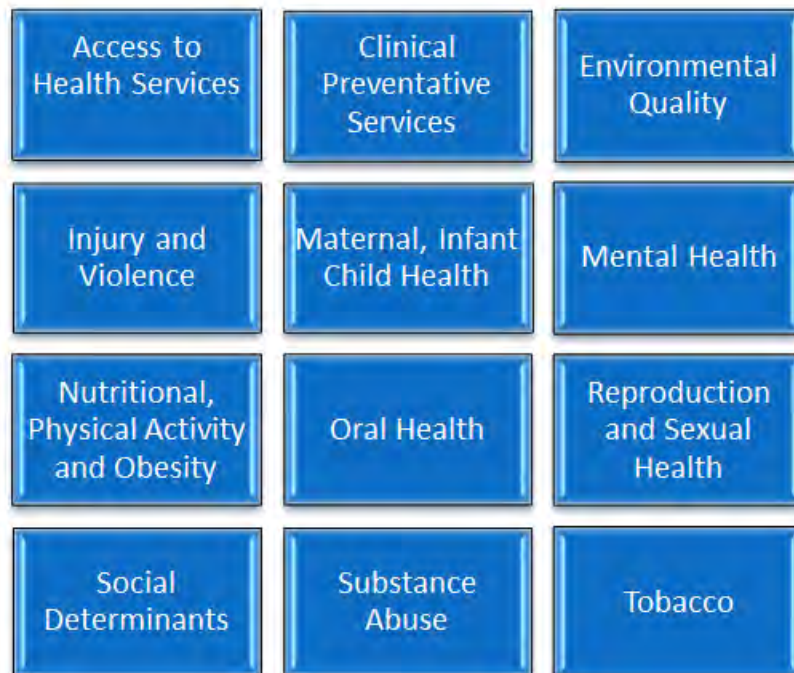 Access to
Health Services
Clinical
Preventative
Services
Environmental
Quality
Injury and
Violence
Maternal, Infant
Child Health
Mental Health
Nutritional,
Physical Activity
and Obesity
Oral Health
Reproduction
and Sexual
Health
Social
Determinants
Substance
Abuse
Tobacco